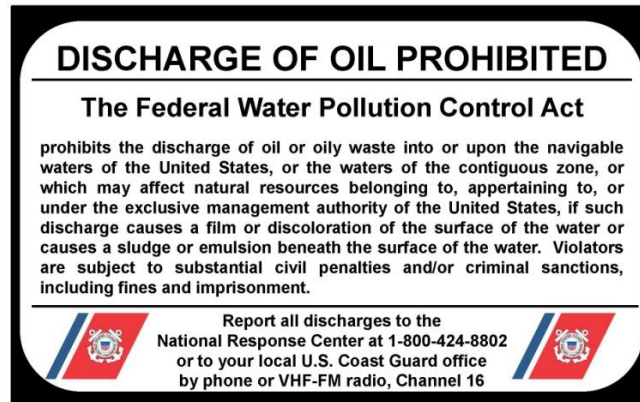 DISCHARGE OF OIL PROHIBITED
The Federal Water Pollution Control Act
prohibits the discharge of oil or oily waste into or upon the navigable
waters of the United States, or the waters of the contiguous zone, or
which may affect natural resources belonging to, appertaining to, or
under the exclusive management authority of the United States, if such
discharge causes a film or discoloration of the surface of the water or
causes a sludge or emulsion beneath the surface of the water. Violators
are subject to substantial civil penalties and/or criminal sanctions,
including fines and imprisonment.
Report all discharges to the
National Response Center at 1-800-424-8802
or to your local U.S. Coast Guard office
by phone or VHF-FM radio, Channel 16